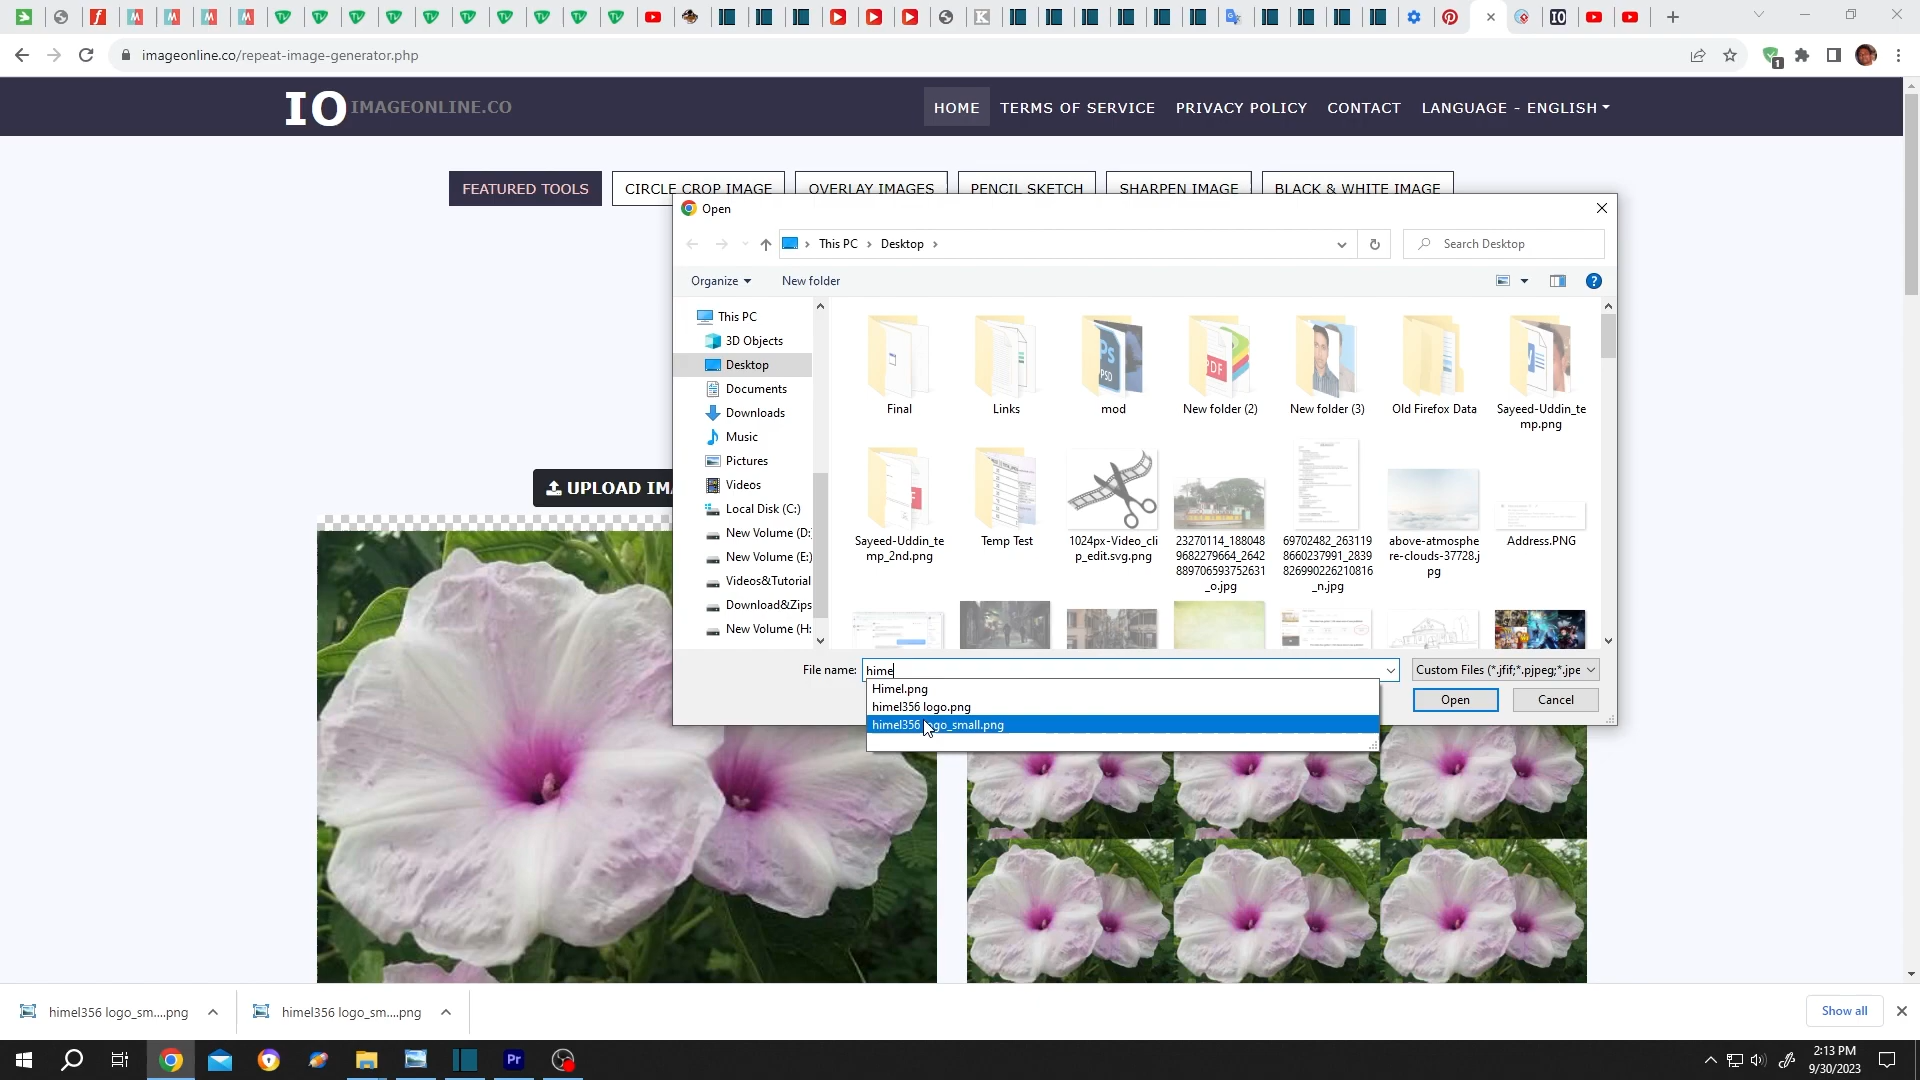 imageonline.co/repeat-image-generator.php
1
IO IMAGEONLINE.CO
HOME
TERMS OF SERVICE
PRIVACY POLICY
CONTACT
LANGUAGE - ENGLISH
FEATURED TOOLS
CIRCLE CROP IMAGE
OVERLAY IMAGES
PENCIL SKETCH
SHARPEN IMAGE
BLACK & WHITE IMAGE
Open
This PC
Desktop
Search Desktop
Organize
New folder
This PC
3D Objects
Desktop
Documents
Downloads
Music
Pictures
Videos
Local Disk (C:)
New Volume (D:
New Volume (E:)
Videos&Tutorial
Download&Zips
New Volume (H:
Final
Links
mod
New folder (2)
New folder (3)
Old Firefox Data
Sayeed-Uddin_te
mp.png
Sayeed-Uddin_te
mp_2nd.png
Temp Test
1024px-Video_cli
p_edit.svg.png
23270114_188048
9682279664_2642
889706593752631
_o.jpg
69702482_263119
8660237991_2839
826990226210816
_n.jpg
above-atmosphe
re-clouds-37728.j
pg
Address.PNG
UPLOAD IMA
File name:
hime
Custom Files (*.jfif;*.pjpeg;*.jpe
Himel.png
himel356 logo.png
himel356 logo_small.png
Open
Cancel
himel356 logo_sm....png
himel356 logo_sm....png
Show all
2:13 PM
9/30/2023